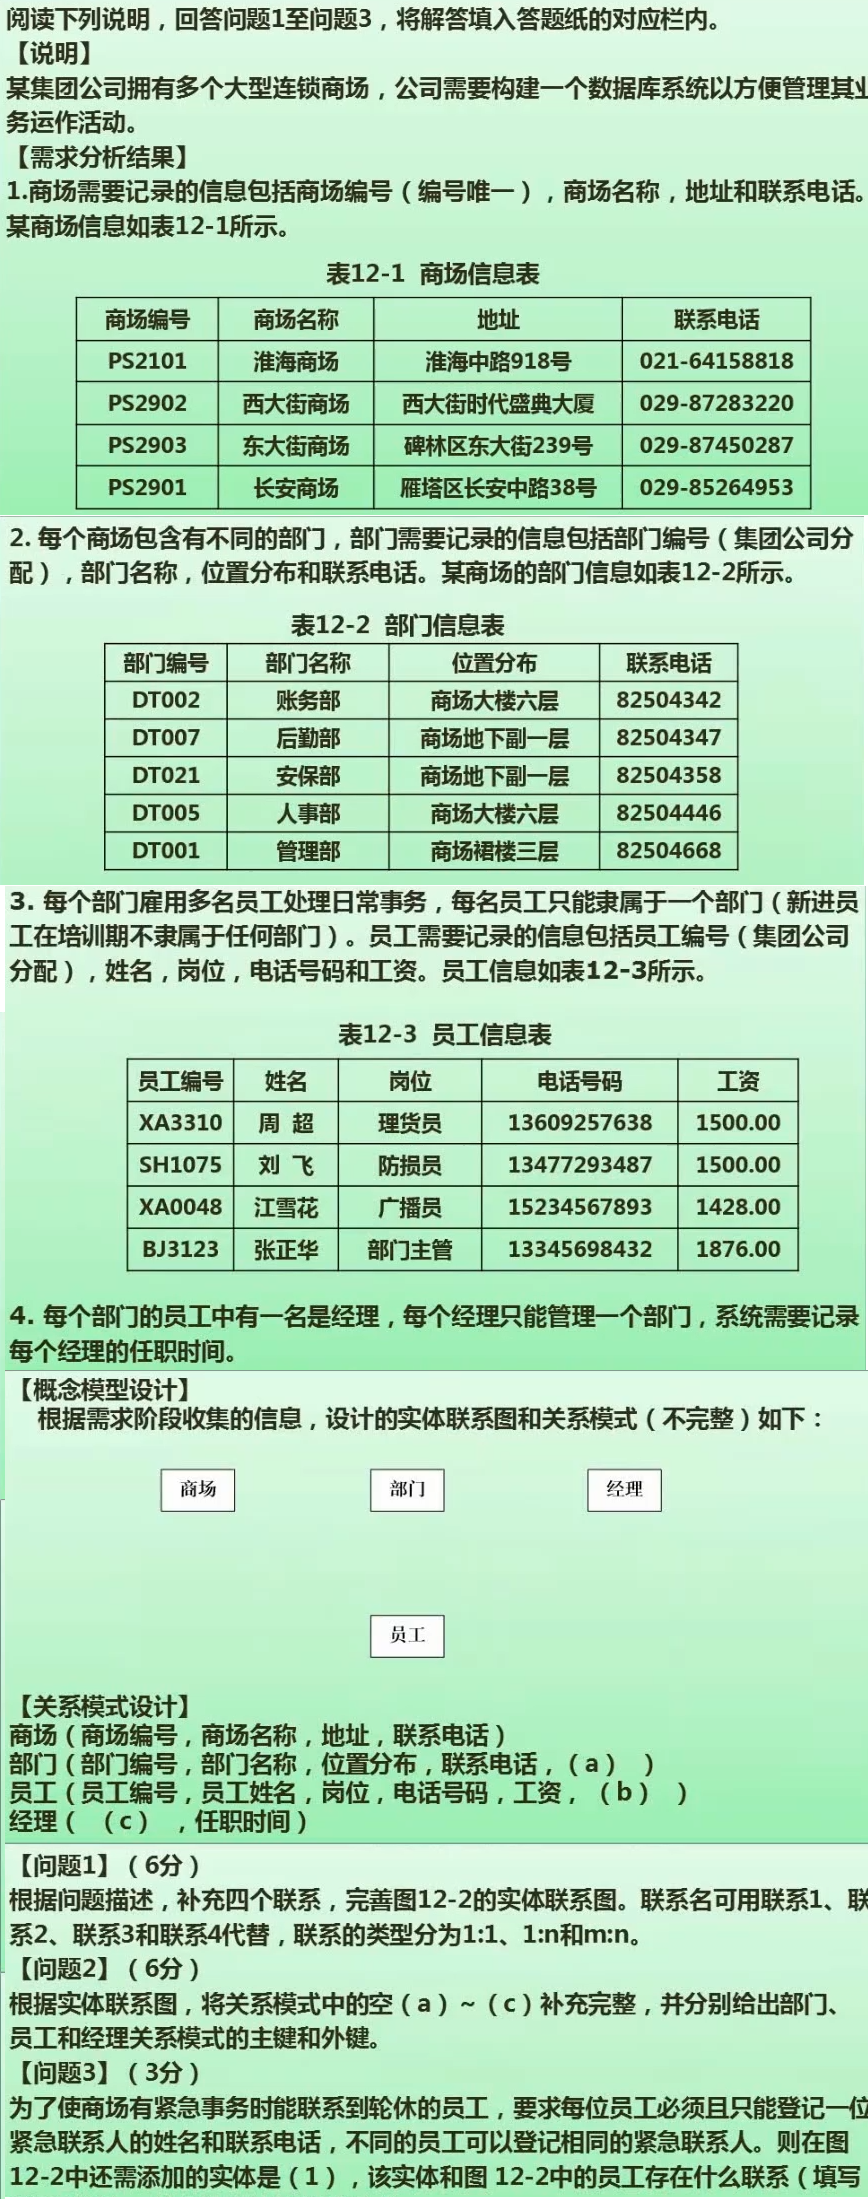 阅读下列说明，回答问题1至问题3，将解答填入答题纸的对应栏内。
【说明】
某集团公司拥有多个大型连锁商场，公司需要构建一个数据库系统以方便管理其业
务运作活动。
【需求分析结果】
1.商场需要记录的信息包括商场编号（编号唯一），商场名称，地址和联系电话。
某商场信息如表12-1所示。
表12-1 商场信息表
商场编号 商场名称 地址 联系电话
PS2101 淮海商场 淮海中路918号 021-64158818
PS2902 西大街商场 西大街时代盛典大厦 029-87283220
PS2903 东大街商场 碑林区东大街239号 029-87450287
PS2901 长安商场 雁塔区长安中路38号 029-85264953
2. 每个商场包含有不同的部门，部门需要记录的信息包括部门编号（集团公司分
配），部门名称，位置分布和联系电话。某商场的部门信息如表12-2所示。
表12-2 部门信息表
部门编号 部门名称 位置分布 联系电话
DT002 账务部 商场大楼六层 82504342
DT007 后勤部 商场地下副一层 82504347
DT021 安保部 商场地下副一层 82504358
DT005 人事部 商场大楼六层 82504446
DT001 管理部 商场裙楼三层 82504668
3. 每个部门雇用多名员工处理日常事务，每名员工只能隶属于一个部门（新进员
工在培训期不隶属于任何部门）。员工需要记录的信息包括员工编号（集团公司
分配），姓名，岗位，电话号码和工资。员工信息如表12-3所示。
表12-3 员工信息表
员工编号 姓名 岗位 电话号码 工资
XA3310 周 超 理货员 13609257638 1500.00
SH1075 刘 飞 防损员 13477293487 1500.00
XA0048 江雪花 广播员 15234567893 1428.00
BJ3123 张正华 部门主管 13345698432 1876.00
4. 每个部门的员工中有一名是经理，每个经理只能管理一个部门，系统需要记录
每个经理的任职时间。
【概念模型设计】
根据需求阶段收集的信息，设计的实体联系图和关系模式（不完整）如下：
商场 部门 经理
员工
【关系模式设计】
商场（商场编号，商场名称，地址，联系电话）
部门（部门编号，部门名称，位置分布，联系电话，（a） ）
员工（员工编号，员工姓名，岗位，电话号码，工资， （b） ）
经理（ （c） ，任职时间）
【问题1】（6分）
根据问题描述，补充四个联系，完善图12-2的实体联系图。联系名可用联系1、联
系2、联系3和联系4代替，联系的类型分为1:1、1:n和m:n。
【问题2】（6分）
根据实体联系图，将关系模式中的空（a）～（c）补充完整，并分别给出部门、
员工和经理关系模式的主键和外键。
【问题3】（3分）
为了使商场有紧急事务时能联系到轮休的员工，要求每位员工必须且只能登记一位
紧急联系人的姓名和联系电话，不同的员工可以登记相同的紧急联系人。则在图
12-2中还需添加的实体是（1），该实体和图 12-2中的员工存在什么联系（填写